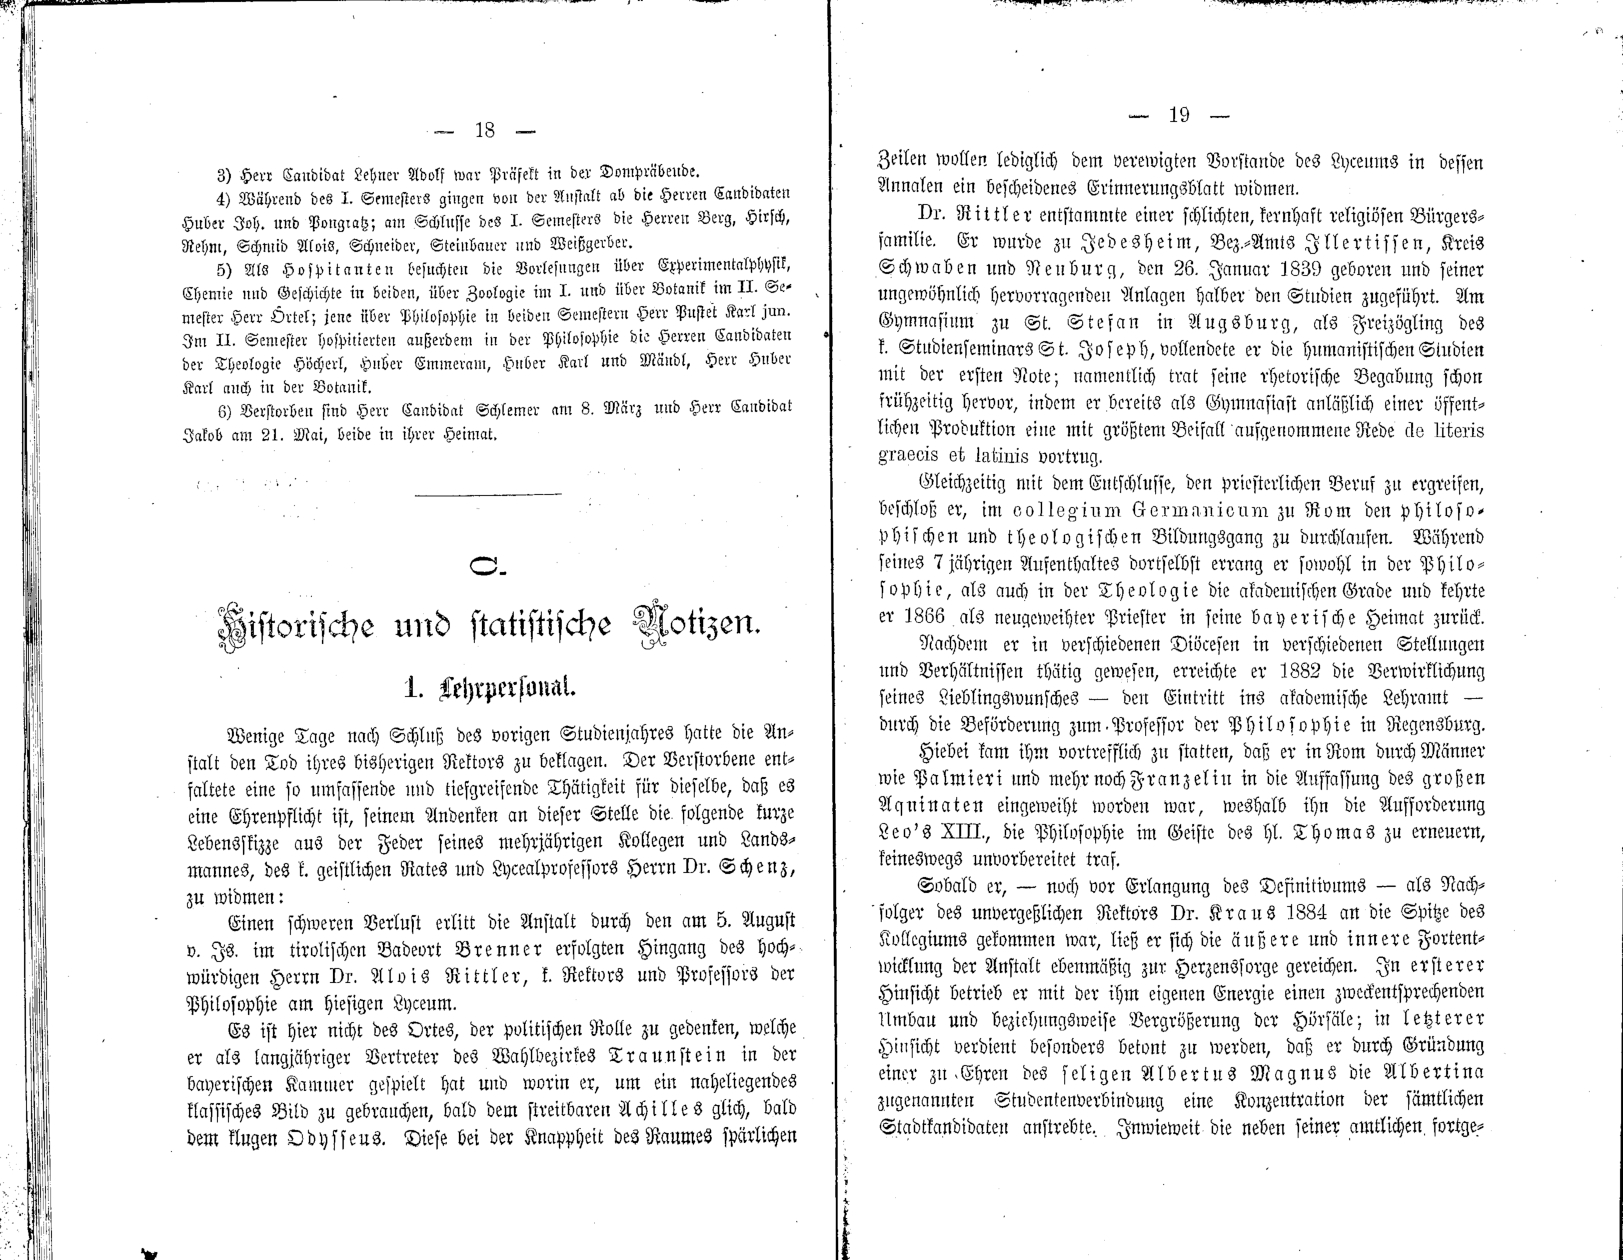 — 18 —
3) Herr Candidat Lehner Adolf war Präfekt in der Dompräbende.
4) Während des I. Semesters gingen von der Anstalt ab die Herren Candidaten
Huber Joh. und Pongratz; am Schlusse des I. Semesters die Herren Berg, Hirsch,
Rehm, Schmid Alois, Schneider, Steinbauer und Weißgerber.
5) Als Hospitanten besuchten die Vorlesungen über Experimentalphysik,
Chemie und Geschichte in beiden, über Zoologie im I. und über Botanik im II. Se-
mester Herr Örtel; jene über Philosophie in beiden Semestern Herr Pustet Karl jun.
Im II. Semester hospitierten außerdem in der Philosophie die Herren Candidaten
der Theologie Höcherl, Huber Emmeram, Huber Karl und Mändl, Herr Huber
Karl auch in der Botanik.
6) Verstorben sind Herr Candidat Schlemer am 8. März und Herr Candidat
Jakob am 21. Mai, beide in ihrer Heimat.
C.
Historische und statistische Notizen.
1. Lehrpersonal.
Wenige Tage nach Schluß des vorigen Studienjahres hatte die An-
stalt den Tod ihres bisherigen Rektors zu beklagen. Der Verstorbene ent-
faltete eine so umfassende und tiefgreifende Thätigkeit für dieselbe, daß es
eine Ehrenpflicht ist, seinem Andenken an dieser Stelle die folgende kurze
Lebensskizze aus der Feder seines mehrjährigen Kollegen und Lands-
mannes, des k. geistlichen Rates und Lycealprofessors Herrn Dr. Schenz,
zu widmen:
Einen schweren Verlust erlitt die Anstalt durch den am 5. August
v. Js. im tirolischen Badeort Brenner erfolgten Hingang des hoch-
würdigen Herrn Dr. Alois Rittler, k. Rektors und Professors der
Philosophie am hiesigen Lyceum.
Es ist hier nicht des Ortes, der politischen Rolle zu gedenken, welche
er als langjähriger Vertreter des Wahlbezirkes Traunstein in der
bayerischen Kammer gespielt hat und worin er, um ein naheliegendes
klassisches Bild zu gebrauchen, bald dem streitbaren Achilles glich, bald
dem klugen Odysseus. Diese bei der Knappheit des Raumes spärlichen
— 19 —
Zeilen wollen lediglich dem verewigten Vorstande des Lyceums in dessen
Annalen ein bescheidenes Erinnerungsblatt widmen.
Dr. Rittler entstammte einer schlichten, kernhaft religiösen Bürgers-
familie. Er wurde zu Jedesheim, Bez.-Amts Illertissen, Kreis
Schwaben und Neuburg, den 26. Januar 1839 geboren und seiner
ungewöhnlich hervorragenden Anlagen halber den Studien zugeführt. Am
Gymnasium zu St. Stefan in Augsburg, als Freizögling des
k. Studienseminars St. Joseph, vollendete er die humanistischen Studien
mit der ersten Note; namentlich trat seine rhetorische Begabung schon
frühzeitig hervor, indem er bereits als Gymnasiast anläßlich einer öffent-
lichen Produktion eine mit größtem Beifall aufgenommene Rede de literis
graecis et latinis vortrug.
Gleichzeitig mit dem Entschlusse, den priesterlichen Beruf zu ergreifen,
beschloß er, im collegium Germanicum zu Rom den philoso-
phischen und theologischen Bildungsgang zu durchlaufen. Während
seines 7 jährigen Aufenthaltes dortselbst errang er sowohl in der Philo-
sophie, als auch in der Theologie die akademischen Grade und kehrte
er 1866 als neugeweihter Priester in seine bayerische Heimat zurück.
Nachdem er in verschiedenen Diöcesen in verschiedenen Stellungen
und Verhältnissen thätig gewesen, erreichte er 1882 die Verwirklichung
seines Lieblingswunsches — den Eintritt ins akademische Lehramt —
durch die Beförderung zum Professor der Philosophie in Regensburg.
Hiebei kam ihm vortrefflich zu statten, daß er in Rom durch Männer
wie Palmieri und mehr noch Franzelin in die Auffassung des großen
Aquinaten eingeweiht worden war, weshalb ihn die Aufforderung
Leo's XIII., die Philosophie im Geiste des hl. Thomas zu erneuern,
keineswegs unvorbereitet traf.
Sobald er, — noch vor Erlangung des Definitivums — als Nach-
folger des unvergeßlichen Rektors Dr. Kraus 1884 an die Spitze des
Kollegiums gekommen war, ließ er sich die äußere und innere Fortent-
wicklung der Anstalt ebenmäßig zur Herzenssorge gereichen. In ersterer
Hinsicht betrieb er mit der ihm eigenen Energie einen zweckentsprechenden
Umbau und beziehungsweise Vergrößerung der Hörsäle; in letzterer
Hinsicht verdient besonders betont zu werden, daß er durch Gründung
einer zu Ehren des seligen Albertus Magnus die Albertina
zugenannten Studentenverbindung eine Konzentration der sämtlichen
Stadtkandidaten anstrebte. Inwieweit die neben seiner amtlichen fortge-